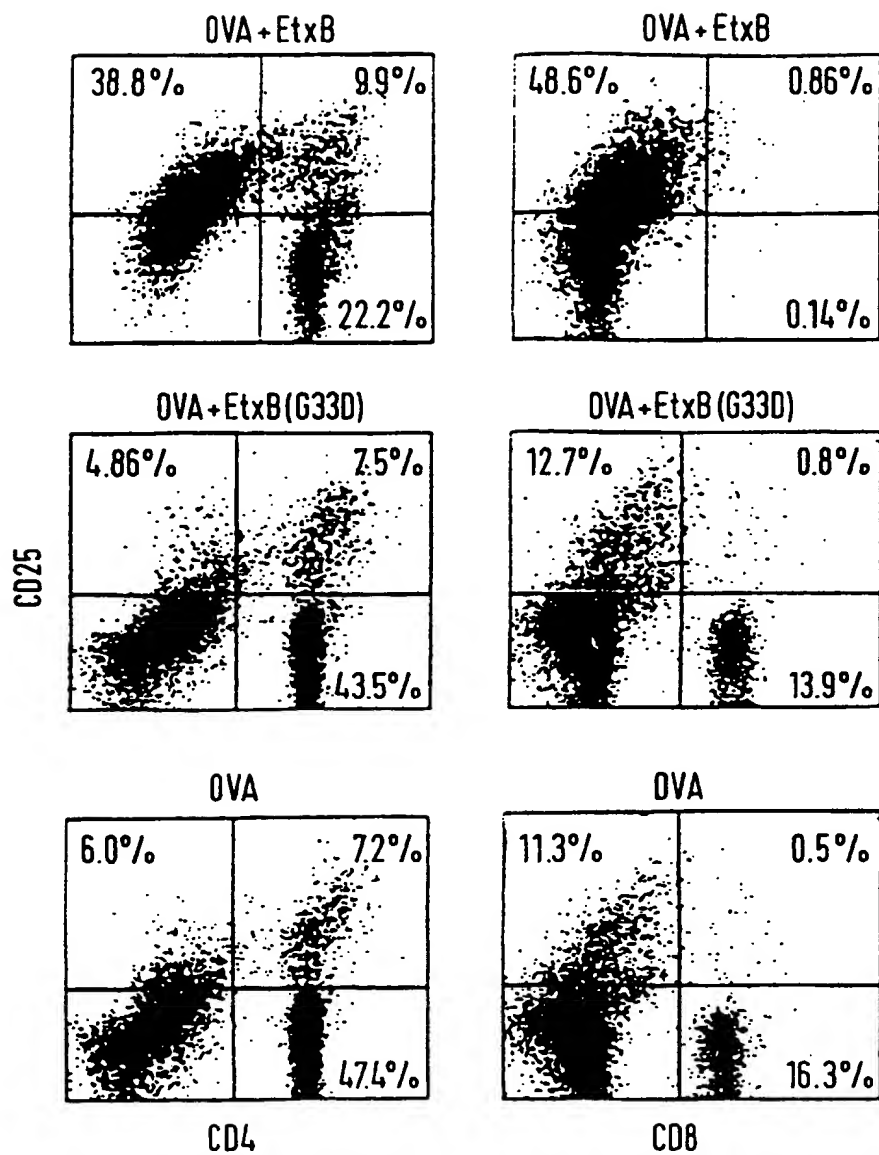 OVA + EtxB
OVA + EtxB
38.8%
9.9%
22.2%
48.6%
0.86%
0.14%
OVA+EtxB(G33D)
OVA+EtxB(G33D)
4.86%
7.5%
43.5%
12.7%
0.8%
13.9%
CD25
OVA
OVA
6.0%
7.2%
47.4%
11.3%
0.5%
16.3%
CD4
CD8